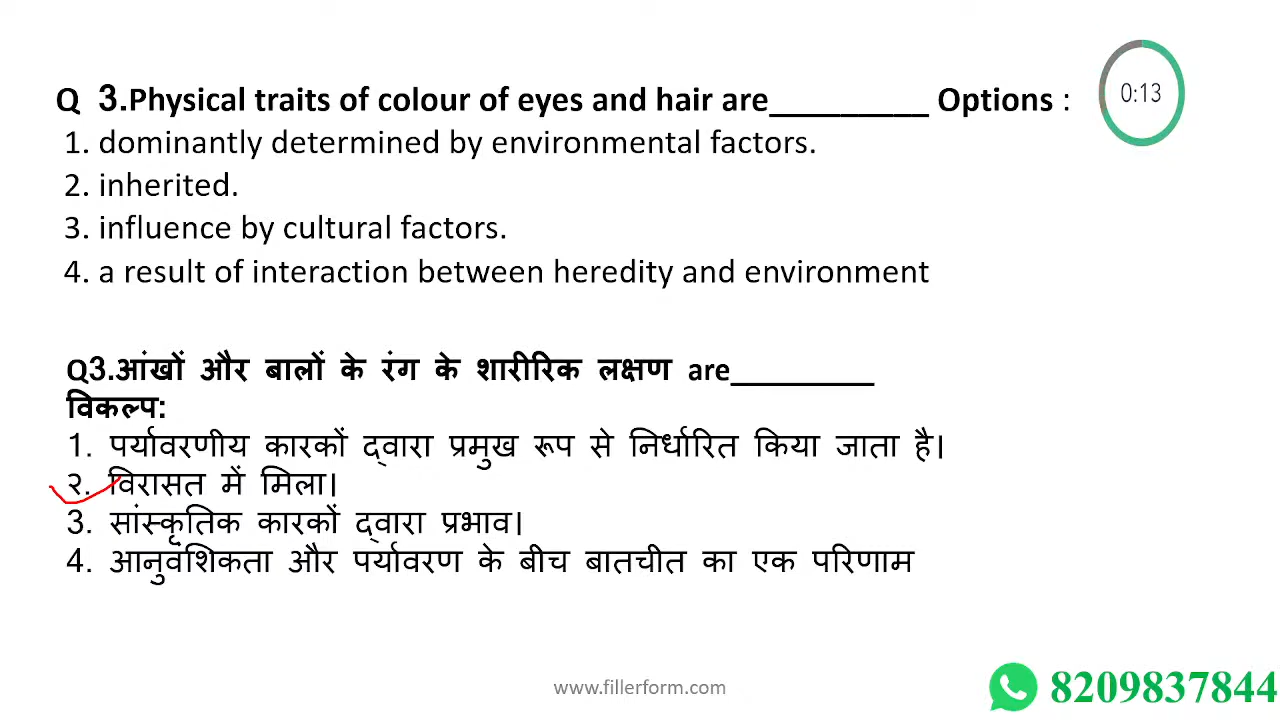 Q 3.Physical traits of colour of eyes and hair are_________ Options :
0:13
1. dominantly determined by environmental factors.
2. inherited.
3. influence by cultural factors.
4. a result of interaction between heredity and environment
Q3.आंखों और बालों के रंग के शारीरिक लक्षण are_________
विकल्प:
1. पर्यावरणीय कारकों द्वारा प्रमुख रूप से निर्धारित किया जाता है।
२. विरासत में मिला।
3. सांस्कृतिक कारकों द्वारा प्रभाव।
4. आनुवंशिकता और पर्यावरण के बीच बातचीत का एक परिणाम
www.fillerform.com
8209837844